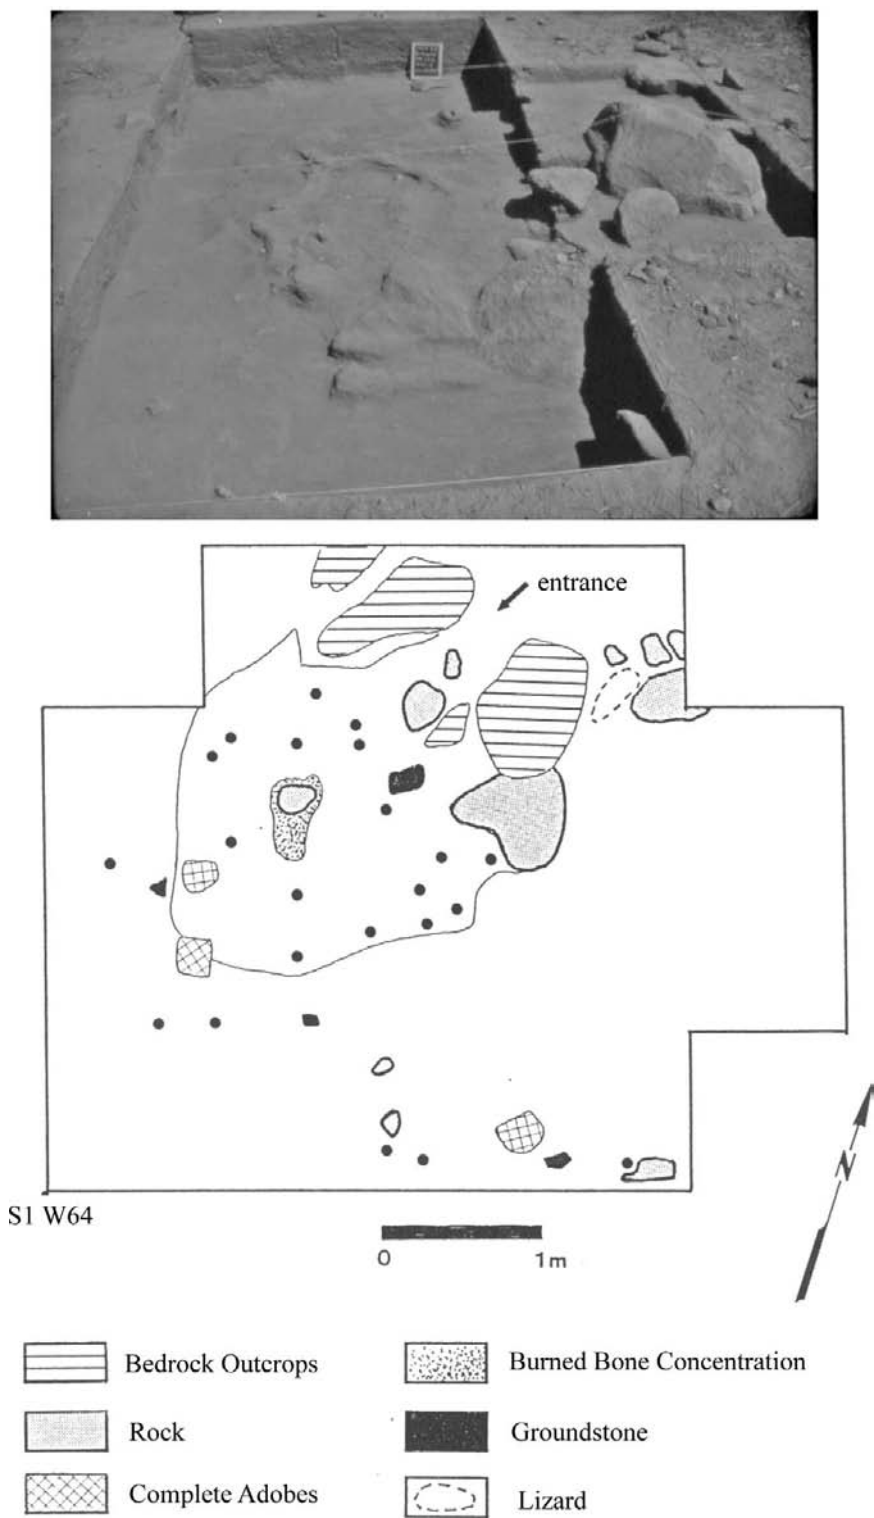 entrance
N
S1 W64
0 1m
Bedrock Outcrops
Burned Bone Concentration
Rock
Groundstone
Complete Adobes
Lizard